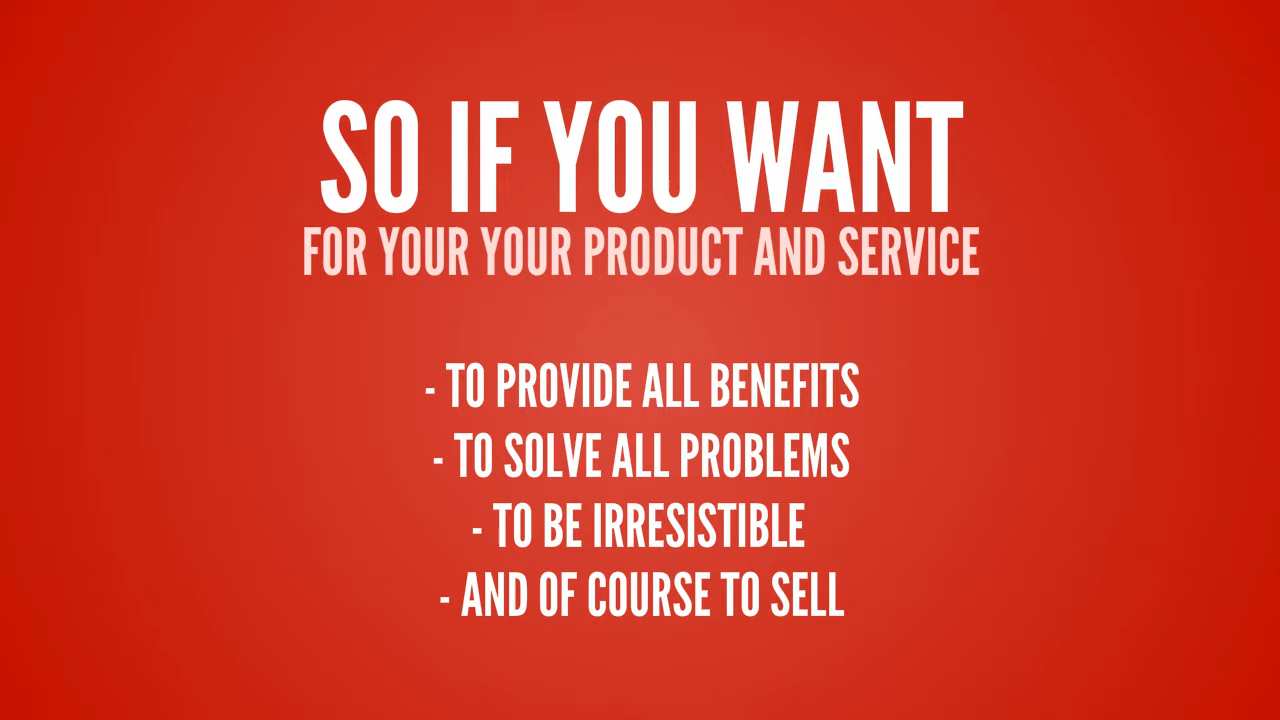 SO IF YOU WANT
FOR YOUR YOUR PRODUCT AND SERVICE
- TO PROVIDE ALL BENEFITS
- TO SOLVE ALL PROBLEMS
- TO BE IRRESISTIBLE
- AND OF COURSE TO SELL